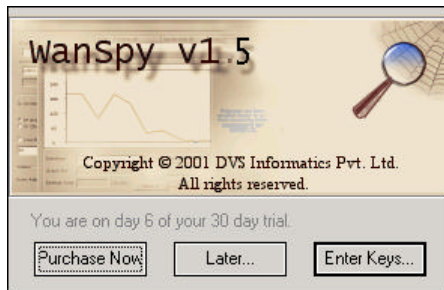 WanSpy v1.5
Copyright © 2001 DVS Informatics Pvt. Ltd.
All rights reserved.
You are on day 6 of your 30 day trial.
Purchase Now
Later...
Enter Keys...